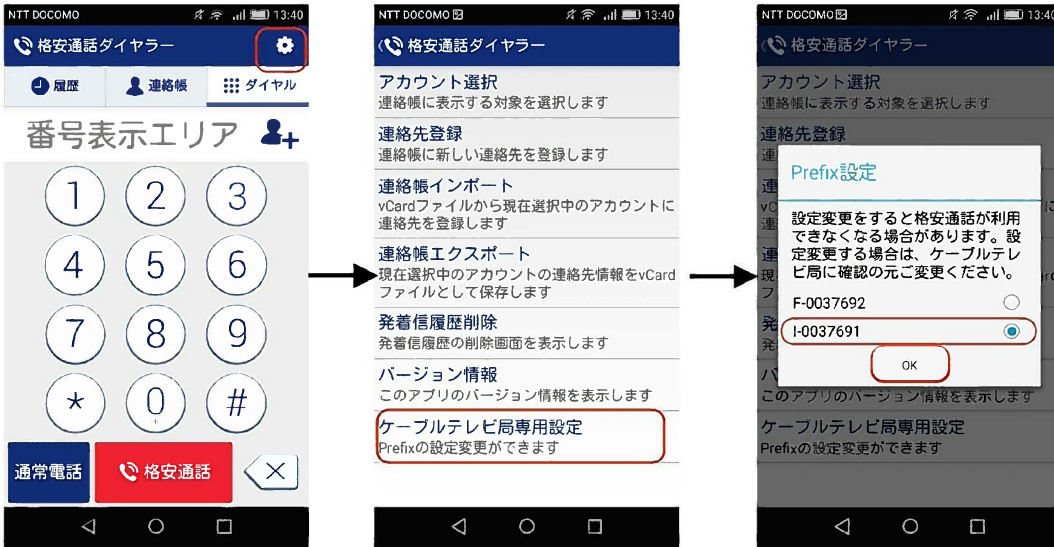 NTT DOCOMO 13:40
格安通話ダイヤラー
履歴 連絡帳 ダイヤル
番号表示エリア
1 2 3
4 5 6
7 8 9
* 0 #
+
通常電話 格安通話
NTT DOCOMO 13:40
格安通話ダイヤラー
アカウント選択
連絡帳に表示する対象を選択します
連絡先登録
連絡帳に新しい連絡先を登録します
連絡帳インポート
vCardファイルから現在選択中のアカウントに
連絡先を登録します
連絡帳エクスポート
現在選択中のアカウントの連絡先情報をvCard
ファイルとして保存します
発着信履歴削除
発着信履歴の削除画面を表示します
バージョン情報
このアプリのバージョン情報を表示します
ケーブルテレビ局専用設定
Prefixの設定変更ができます
NTT DOCOMO 13:40
格安通話ダイヤラー
アカウント選択
連絡帳に表示する対象を選択します
連絡先登録
Prefix設定
設定変更をすると格安通話が利用
できなくなる場合があります。設
定変更する場合は、ケーブルテレ
ビ局に確認の元ご変更ください。
F-0037692
I-0037691
OK
このアプリのバージョン情報を表示します
ケーブルテレビ局専用設定
Prefixの設定変更ができます